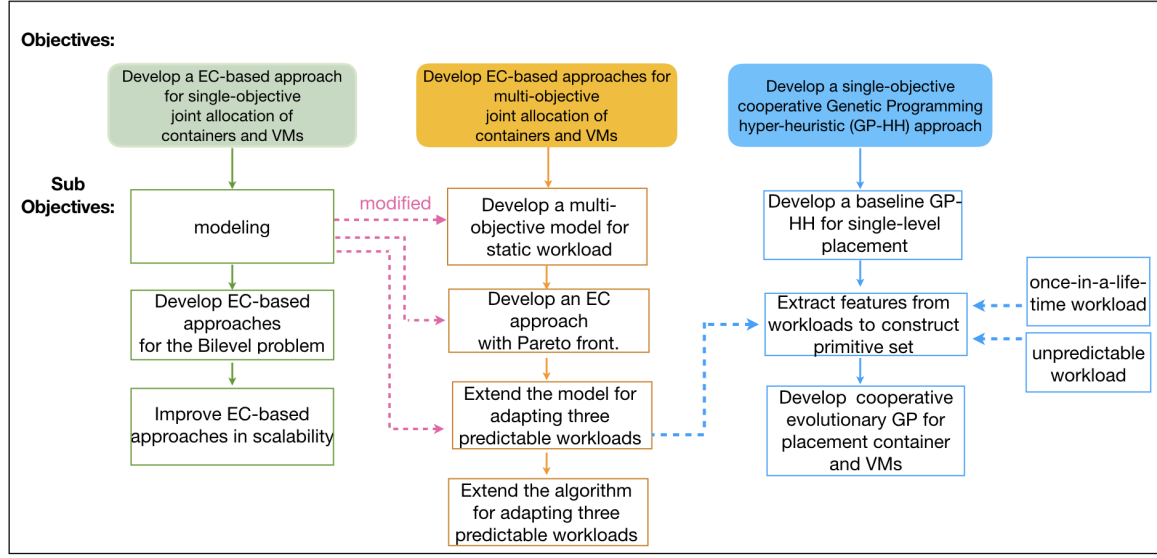 Objectives:
Develop a EC-based approach
for single-objective
joint allocation of
containers and VMs
Develop EC-based approaches for
multi-objective
joint allocation of
containers and VMs
Develop a single-objective
cooperative Genetic Programming
hyper-heuristic (GP-HH) approach
Sub
Objectives:
modeling
modified
Develop a multi-
objective model for
static workload
Develop a baseline GP-
HH for single-level
placement
Develop EC-based
approaches
for the Bilevel problem
Develop an EC
approach
with Pareto front.
Extract features from
workloads to construct
primitive set
once-in-a-life-
time workload
unpredictable
workload
Improve EC-based
approaches in scalability
Extend the model for
adapting three
predictable workloads
Develop cooperative
evolutionary GP for
placement container
and VMs
Extend the algorithm
for adapting three
predictable workloads